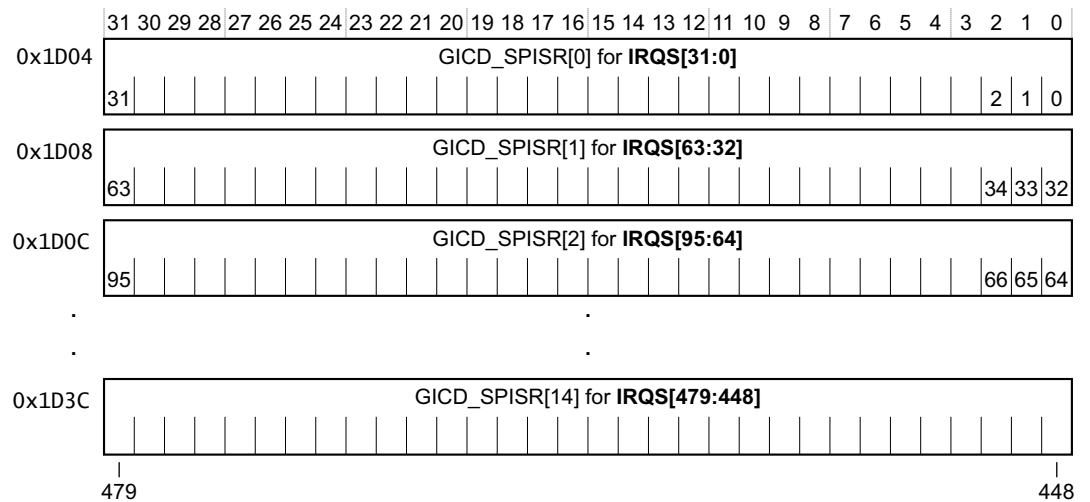 31 30 29 28 27 26 25 24 23 22 21 20 19 18 17 16 15 14 13 12 11 10 9 8 7 6 5 4 3 2 1 0
0x1D04 GICD_SPISR[0] for IRQS[31:0]
31 2 1 0
0x1D08 GICD_SPISR[1] for IRQS[63:32]
63 34 33 32
0x1D0C GICD_SPISR[2] for IRQS[95:64]
95 66 65 64
. .
. .
0x1D3C GICD_SPISR[14] for IRQS[479:448]
479 448